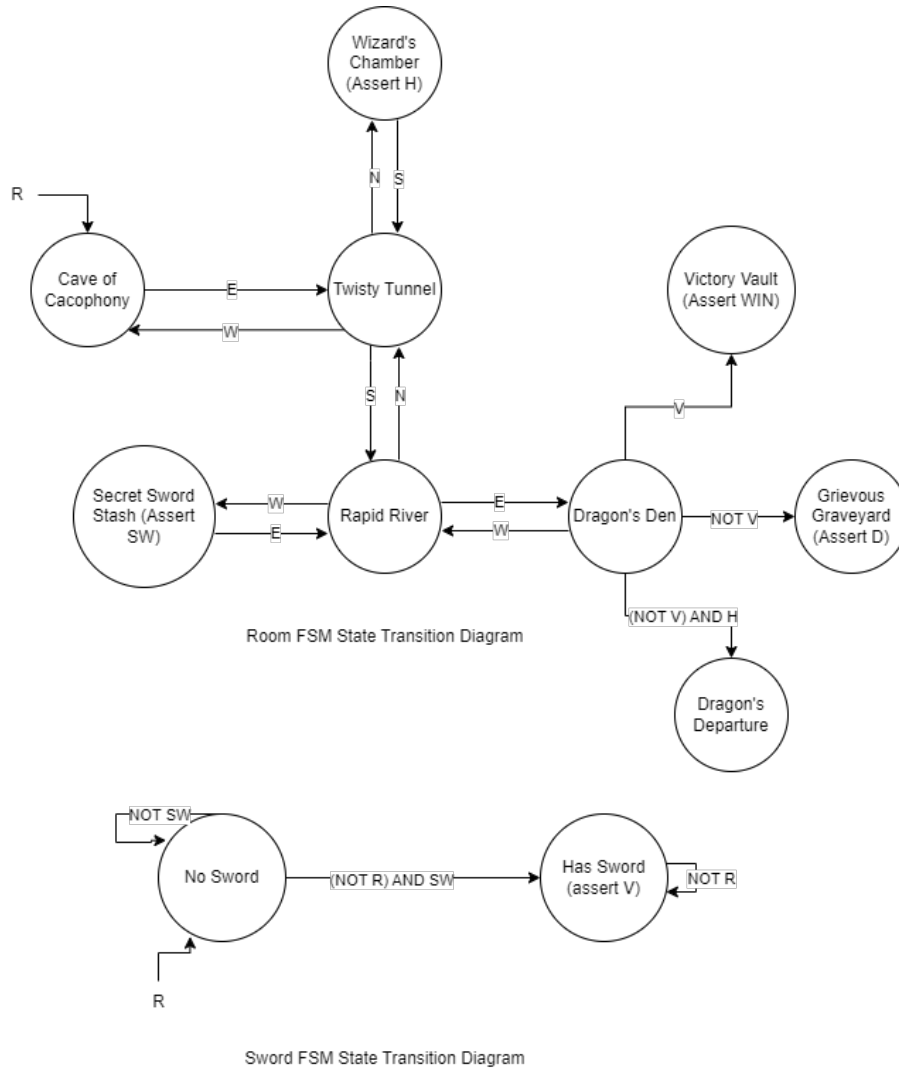 Wizard's
Chamber
(Assert H)
N
S
R
Cave of
Cacophony
E
Twisty Tunnel
W
Victory Vault
(Assert WIN)
S
N
V
Secret Sword
Stash (Assert
SW)
W
E
Rapid River
E
W
Dragon's Den
NOT V
Grievous
Graveyard
(Assert D)
(NOT V) AND H
Room FSM State Transition Diagram
Dragon's
Departure
NOT SW
No Sword
(NOT R) AND SW
Has Sword
(assert V)
NOT R
R
Sword FSM State Transition Diagram